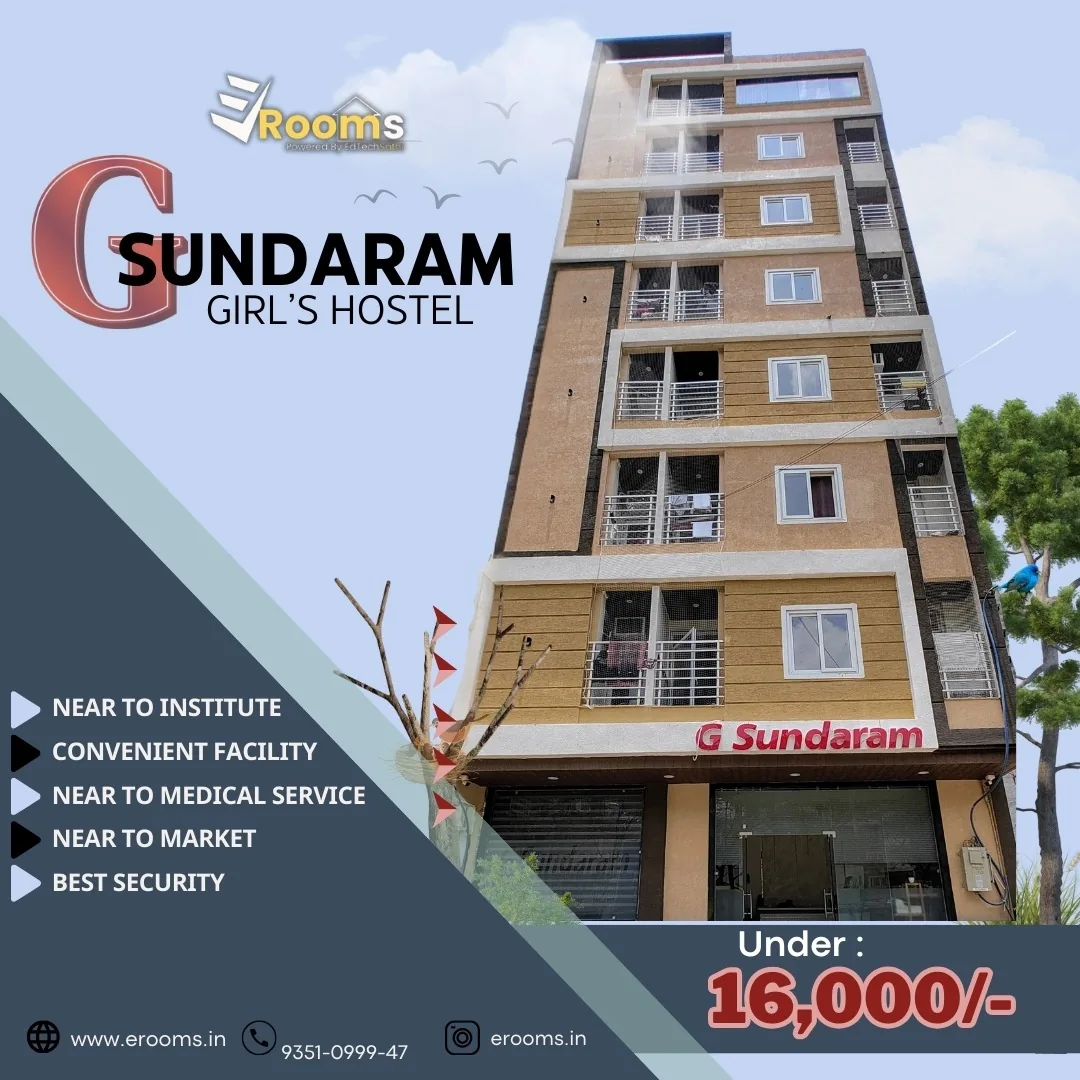 ERooms
Powered By EdTechSoft
G SUNDARAM
GIRL'S HOSTEL
G Sundaram
Sundaram
NEAR TO INSTITUTE
CONVENIENT FACILITY
NEAR TO MEDICAL SERVICE
NEAR TO MARKET
BEST SECURITY
Under :
16,000/-
www.erooms.in
9351-0999-47
erooms.in